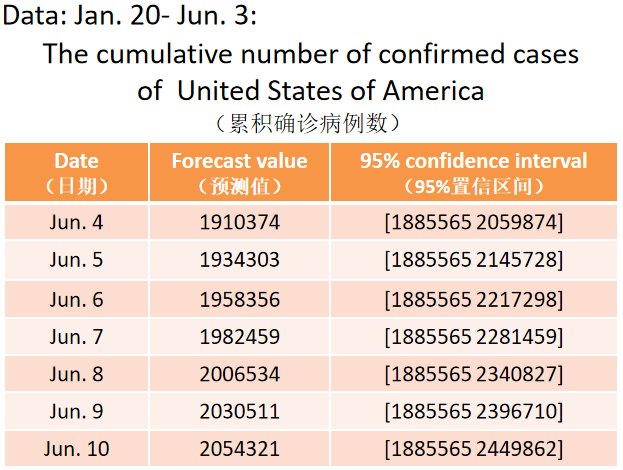 Data: Jan. 20- Jun. 3:
The cumulative number of confirmed cases
of United States of America
（累积确诊病例数）
Date Forecast value 95% confidence interval
（日期） （预测值） （95%置信区间）
Jun. 4 1910374 [1885565 2059874]
Jun. 5 1934303 [1885565 2145728]
Jun. 6 1958356 [1885565 2217298]
Jun. 7 1982459 [1885565 2281459]
Jun. 8 2006534 [1885565 2340827]
Jun. 9 2030511 [1885565 2396710]
Jun. 10 2054321 [1885565 2449862]